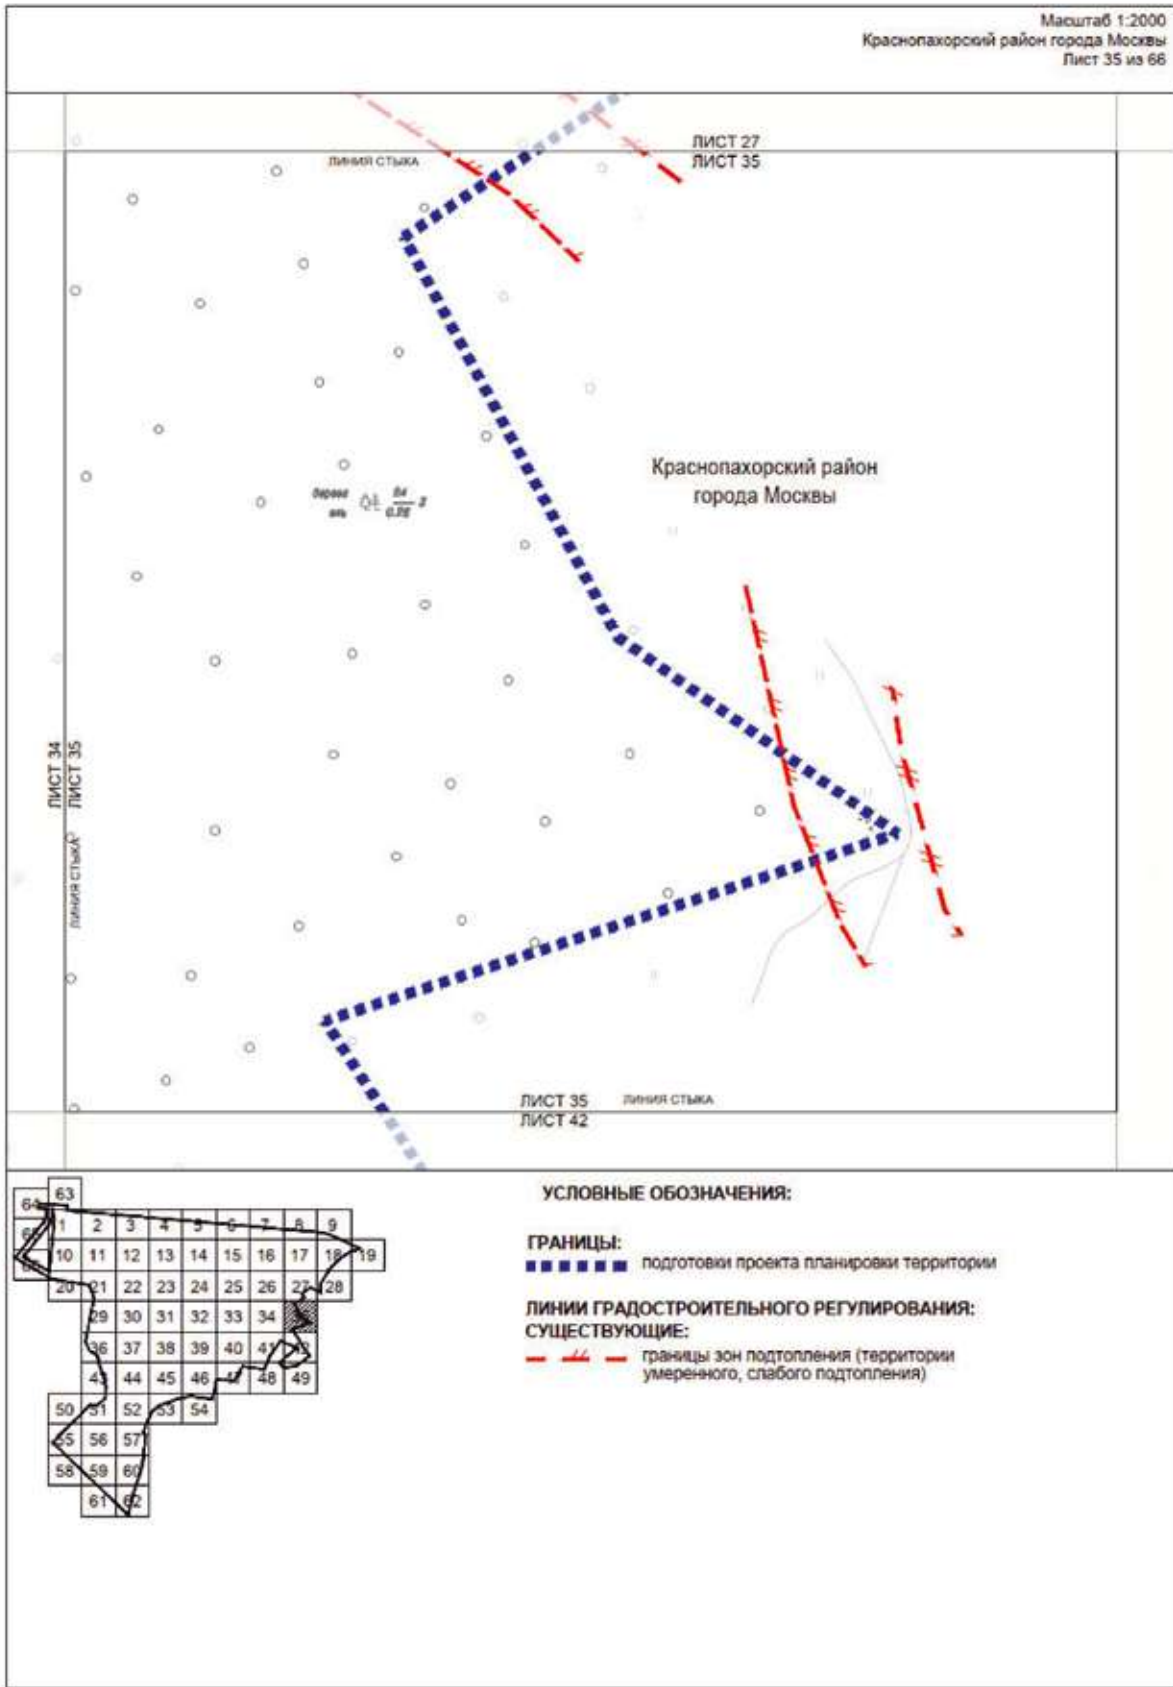 Масштаб 1:2000
Краснопахорский район города Москвы
Лист 35 из 66
ЛИСТ 27
ЛИНИЯ СТЫКА
ЛИСТ 35
Краснопахорский район
города Москвы
ЛИСТ 34
ЛИСТ 35
ЛИНИЯ СТЫКА
ЛИСТ 35 ЛИНИЯ СТЫКА
ЛИСТ 42
63
64
1 2 3 4 5 6 7 8 9
10 11 12 13 14 15 16 17 18 19
20 21 22 23 24 25 26 27 28
29 30 31 32 33 34
36 37 38 39 40 41 42
43 44 45 46 47 48 49
50 51 52 53 54
55 56 57
58 59 60
61 62
УСЛОВНЫЕ ОБОЗНАЧЕНИЯ:
ГРАНИЦЫ:
подготовки проекта планировки территории
ЛИНИИ ГРАДОСТРОИТЕЛЬНОГО РЕГУЛИРОВАНИЯ:
СУЩЕСТВУЮЩИЕ:
границы зон подтопления (территории
умеренного, слабого подтопления)